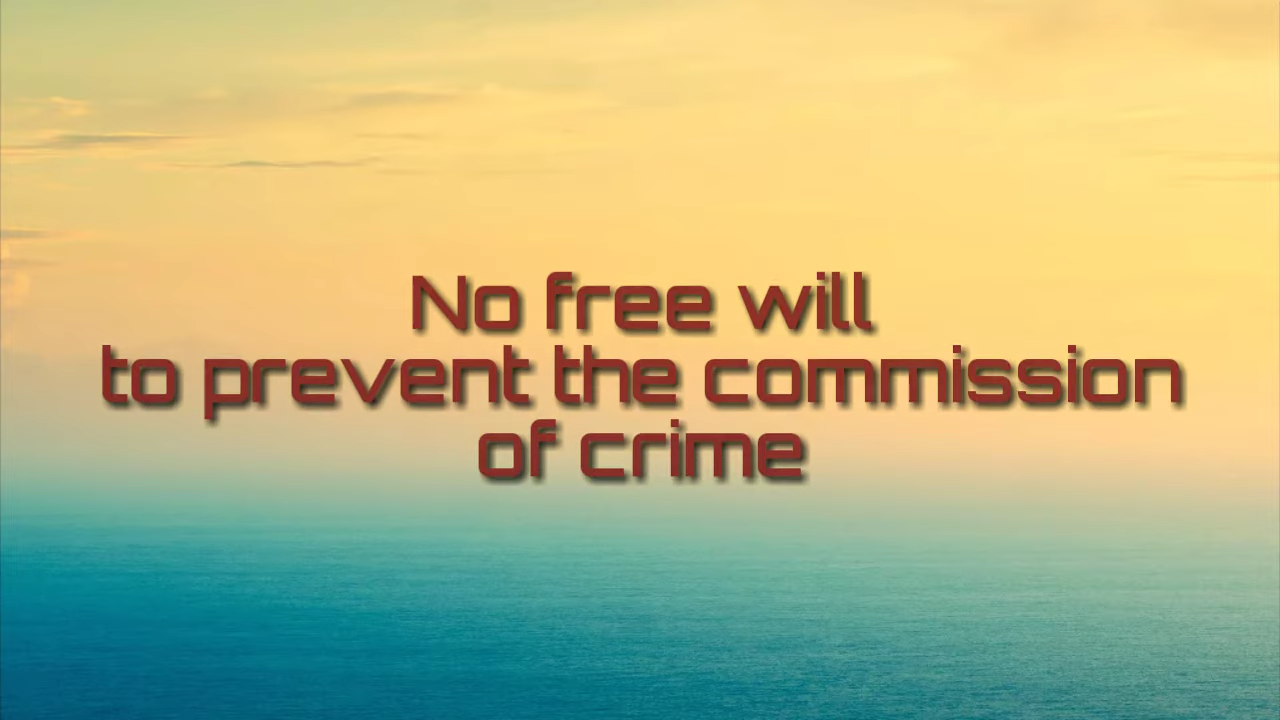 No free will
to prevent the commission
of crime